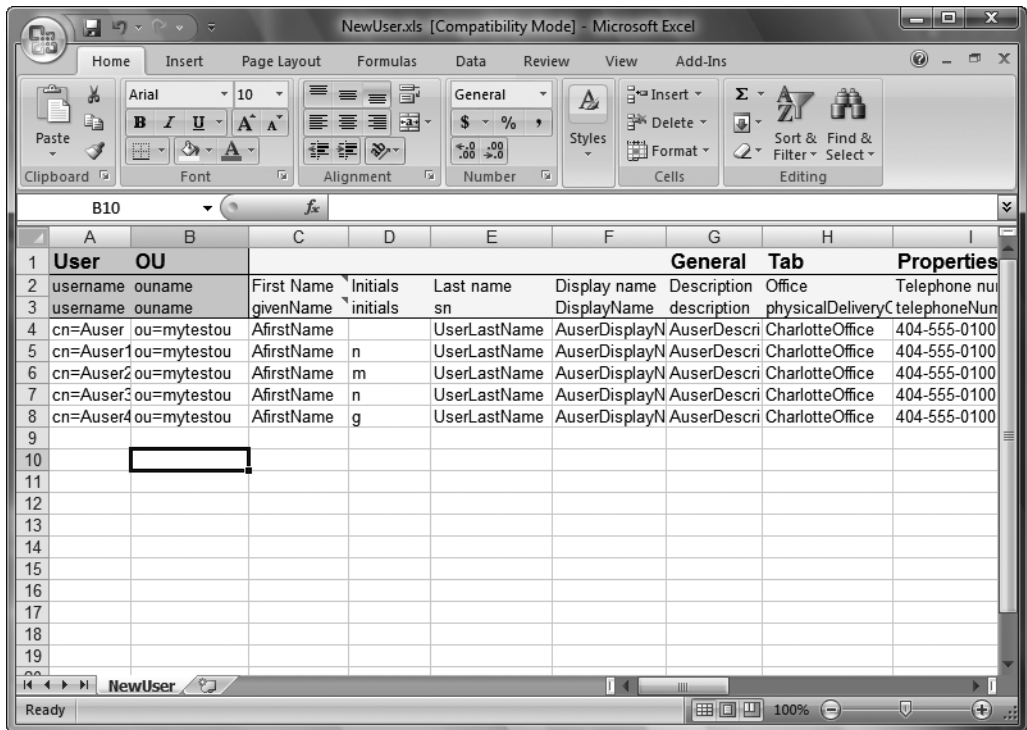 NewUser.xls [Compatibility Mode] - Microsoft Excel
Home Insert Page Layout Formulas Data Review View Add-Ins
Paste
Clipboard
Arial 10
B I U A A
A
Font
Alignment
General
$ % ,
.0 .00 .00 .0
Number
A
Styles
Insert
Delete
Format
Cells
Σ
A Z
Sort & Filter
Find & Select
Editing
B10 fx
A B C D E F G H I
1 User OU General Tab Properties
2 username ouname First Name Initials Last name Display name Description Office Telephone nu
3 username ouname givenName initials sn DisplayName description physicalDeliveryO telephoneNum
4 cn=Auser ou=mytestou AfirstName UserLastName AuserDisplayN AuserDescri CharlotteOffice 404-555-0100
5 cn=Auser1 ou=mytestou AfirstName n UserLastName AuserDisplayN AuserDescri CharlotteOffice 404-555-0100
6 cn=Auser2 ou=mytestou AfirstName m UserLastName AuserDisplayN AuserDescri CharlotteOffice 404-555-0100
7 cn=Auser3 ou=mytestou AfirstName n UserLastName AuserDisplayN AuserDescri CharlotteOffice 404-555-0100
8 cn=Auser4 ou=mytestou AfirstName g UserLastName AuserDisplayN AuserDescri CharlotteOffice 404-555-0100
9
10
11
12
13
14
15
16
17
18
19
NewUser
Ready 100%